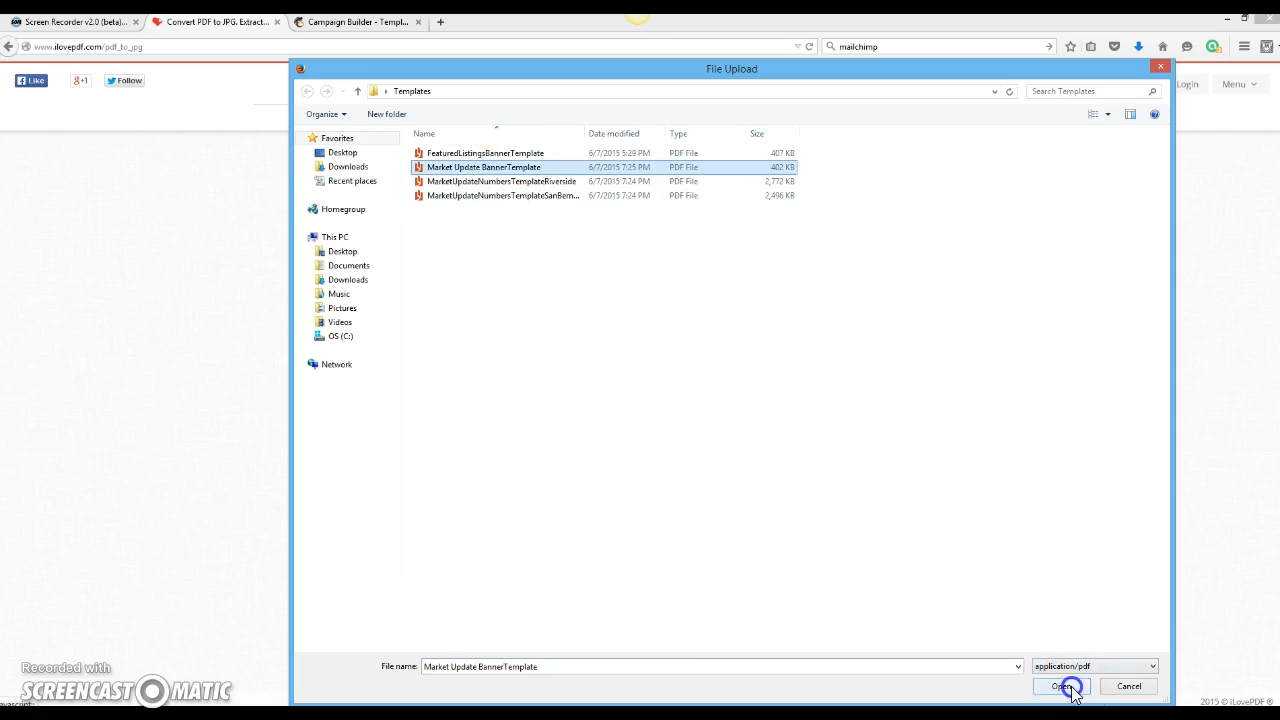 Screen Recorder v2.0 (beta)... × Convert PDF to JPG. Extract... × Campaign Builder - Templ... × +
www.ilovepdf.com/pdf_to_jpg mailchimp
Like +1 Follow Login Menu
File Upload
Templates Search Templates
Organize New folder
Name Date modified Type Size
Favorites
Desktop
Downloads
Recent places
Homegroup
This PC
Desktop
Documents
Downloads
Music
Pictures
Videos
OS (C:)
Network
FeaturedListingsBannerTemplate 6/7/2015 5:29 PM PDF File 407 KB
Market Update BannerTemplate 6/7/2015 7:25 PM PDF File 402 KB
MarketUpdateNumbersTemplateRiverside 6/7/2015 7:24 PM PDF File 2,772 KB
MarketUpdateNumbersTemplateSanBern... 6/7/2015 7:24 PM PDF File 2,496 KB
File name: Market Update BannerTemplate application/pdf
Open Cancel
Recorded with
SCREENCAST MATIC
2015 © iLovePDF ®